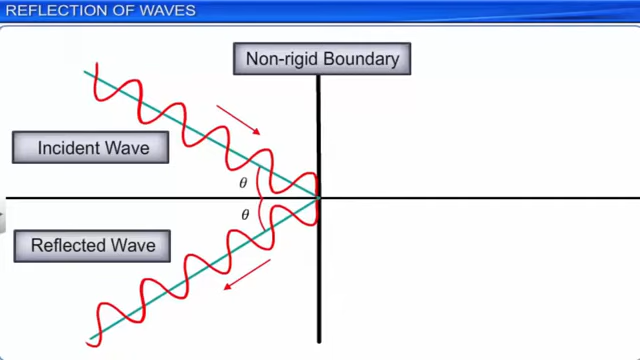 REFLECTION OF WAVES
Non-rigid Boundary
Incident Wave
θ
θ
Reflected Wave